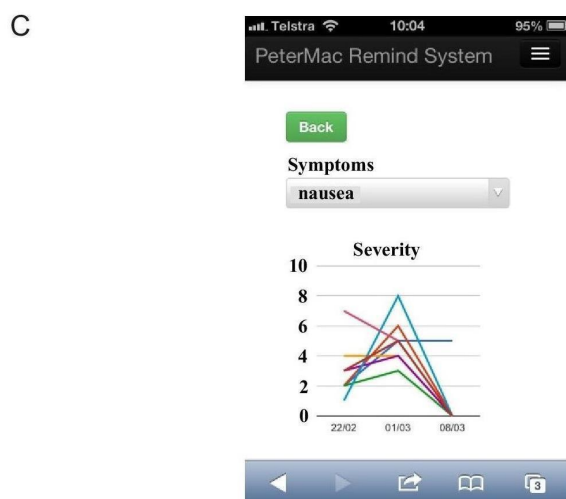 C
Telstra 10:04 95%
PeterMac Remind System
Back
Symptoms
nausea
Severity
10
8
6
4
2
0
22/02 01/03 08/03
3